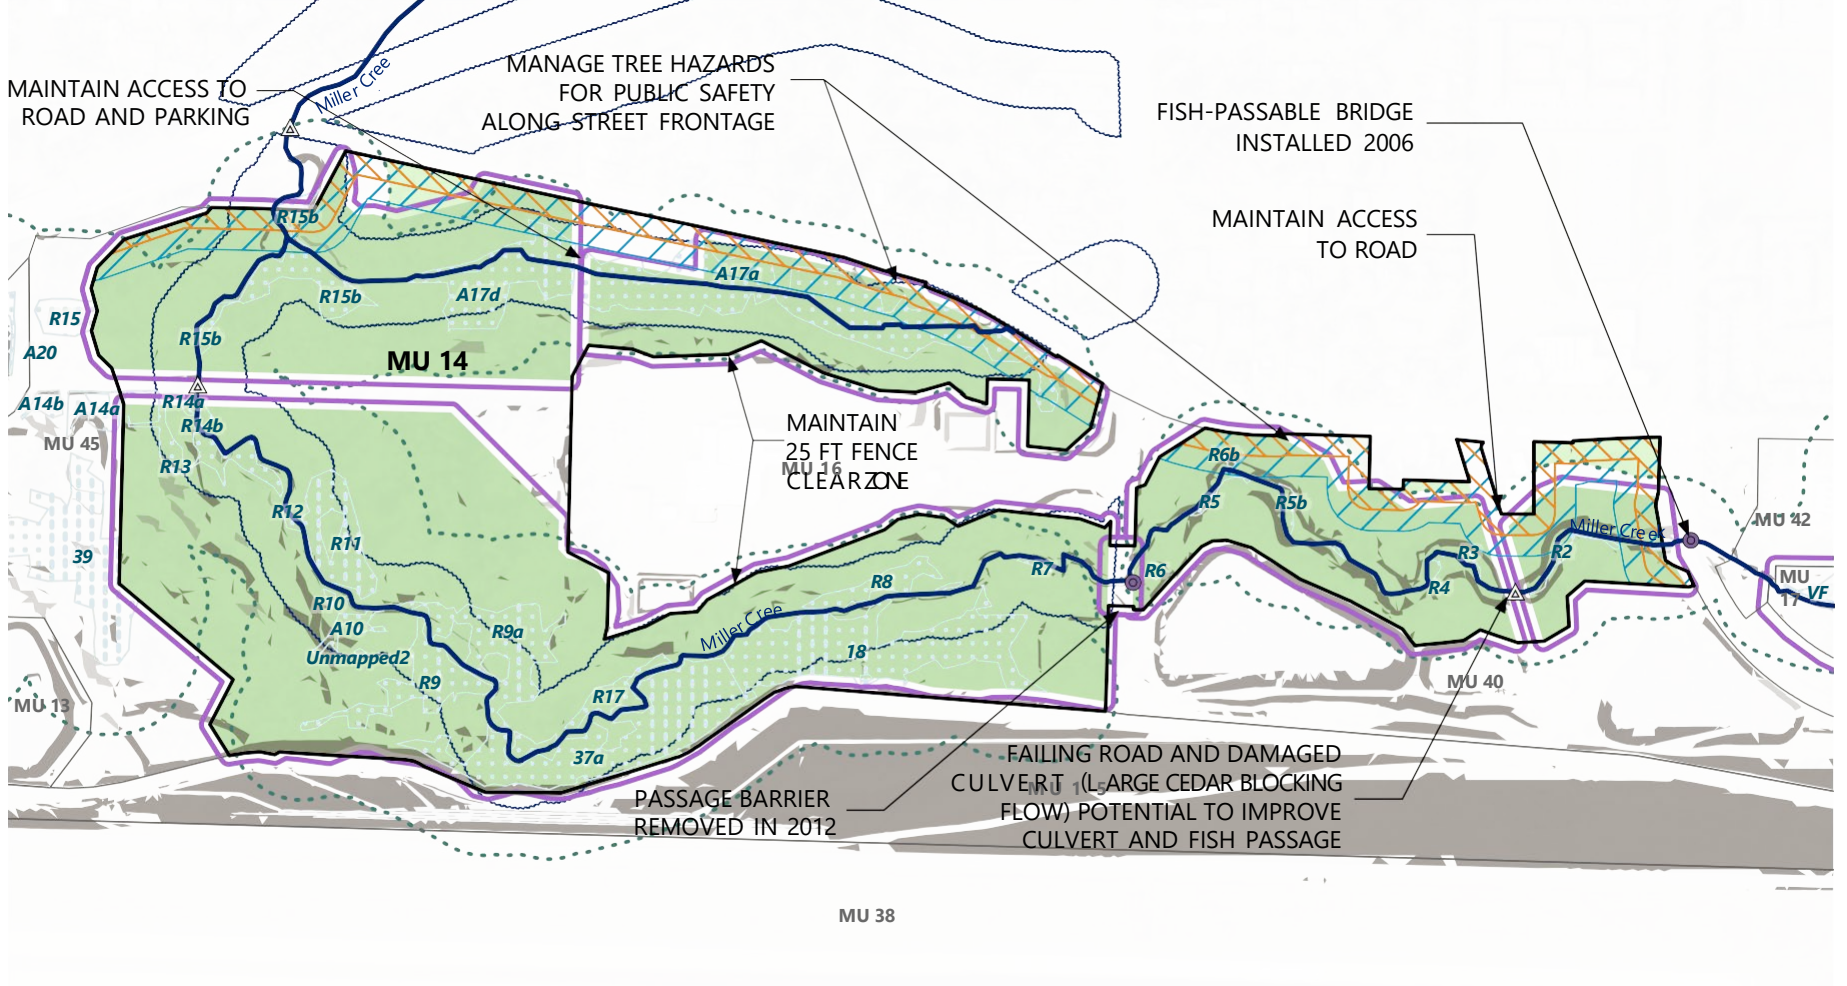 MAINTAIN ACCESS TO
ROAD AND PARKING
Miller Cree
MANAGE TREE HAZARDS
FOR PUBLIC SAFETY
ALONG STREET FRONTAGE
FISH-PASSABLE BRIDGE
INSTALLED 2006
MAINTAIN ACCESS
TO ROAD
R15b
R15b
A17d
A17a
R15
R15b
A20
MU 14
A14b
A14a
R14a
R14b
MU 45
R13
MAINTAIN
25 FT FENCE
CLEARZONE
MU 16
R6b
R5
R5b
R12
R11
39
R10
A10
Unmapped2
R9a
R9
R8
R7
R6
R3
R4
R2
Miller Creek
MU 42
MU
17
VF
Miller Cree
18
R17
37a
MU 13
MU 40
PASSAGE BARRIER
REMOVED IN 2012
FAILING ROAD AND DAMAGED
CULVERT (LARGE CEDAR BLOCKING
FLOW) POTENTIAL TO IMPROVE
CULVERT AND FISH PASSAGE
MU 38